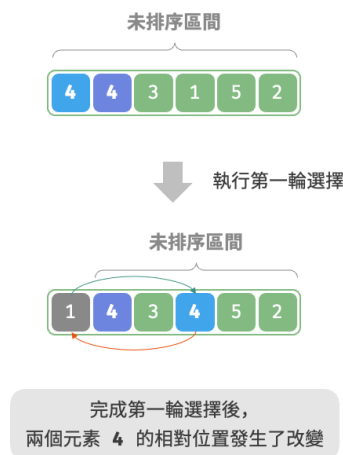 未排序區間
4 4 3 1 5 2
執行第一輪選擇
未排序區間
1 4 3 4 5 2
完成第一輪選擇後，
兩個元素 4 的相對位置發生了改變